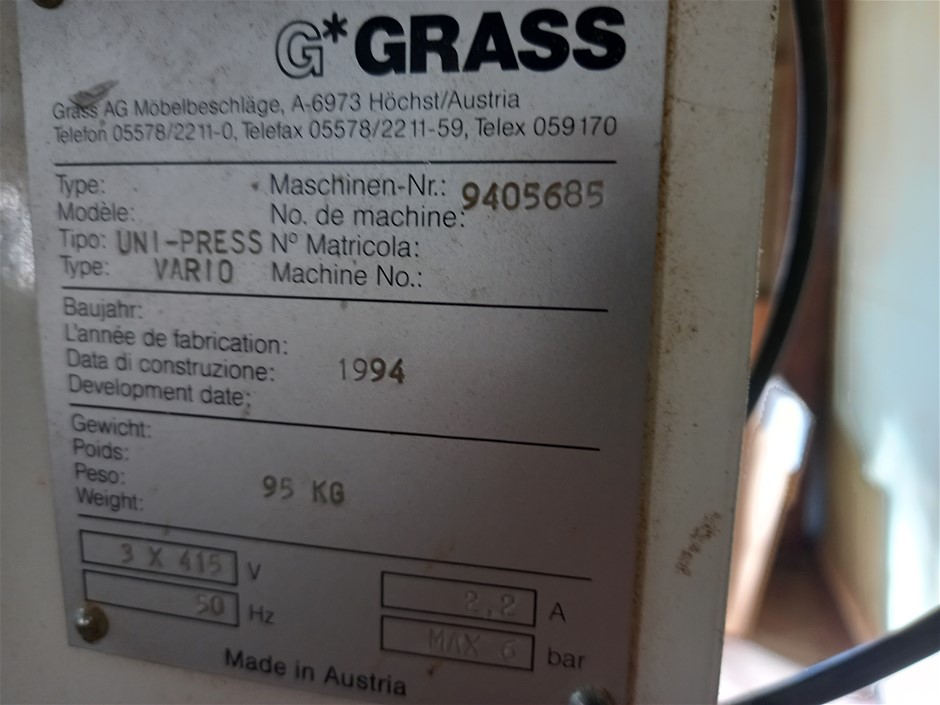 G*GRASS
Grass AG Möbelbeschläge, A-6973 Höchst/Austria
Telefon 05578/2211-0, Telefax 05578/2211-59, Telex 059170
Type: Maschinen-Nr.: 9405685
Modèle: No. de machine:
Tipo: UNI-PRESS Nº Matricola:
Type: VARIO Machine No.:
Baujahr:
L'année de fabrication:
Data di construzione: 1994
Development date:
Gewicht:
Poids:
Peso: 95 KG
Weight:
3 X 415 V
50 Hz 2,2 A
MAX 6 bar
Made in Austria